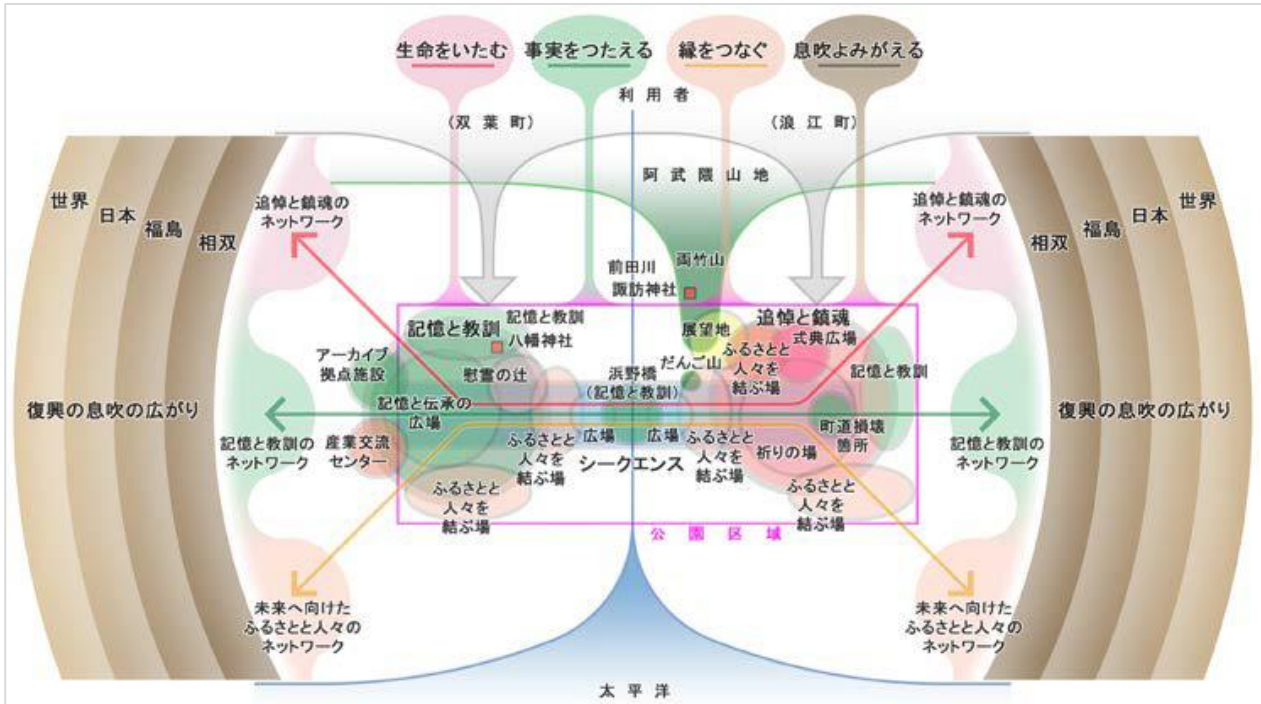 生命をいたむ
事実をつたえる
縁をつなぐ
息吹よみがえる
利用者
(双葉町)
(浪江町)
阿武隈山地
世界
日本
福島
相双
追悼と鎮魂の
ネットワーク
前田川
両竹山
諏訪神社
追悼と鎮魂の
ネットワーク
相双
福島
日本
世界
記憶と教訓
記憶と教訓
八幡神社
展望地
追悼と鎮魂
式典広場
アーカイブ
拠点施設
慰霊の辻
浜野橋
(記憶と教訓)
だんご山
ふるさとと
人々を
結ぶ場
記憶と教訓
復興の息吹の広がり
記憶と伝承の
広場
広場
広場
町道損壊
箇所
復興の息吹の広がり
記憶と教訓の
ネットワーク
産業交流
センター
ふるさとと
人々を
結ぶ場
シークエンス
ふるさとと
人々を
結ぶ場
祈りの場
記憶と教訓の
ネットワーク
ふるさとと
人々を
結ぶ場
ふるさとと
人々を
結ぶ場
公園区域
未来へ向けた
ふるさとと人々の
ネットワーク
未来へ向けた
ふるさとと人々の
ネットワーク
太平洋